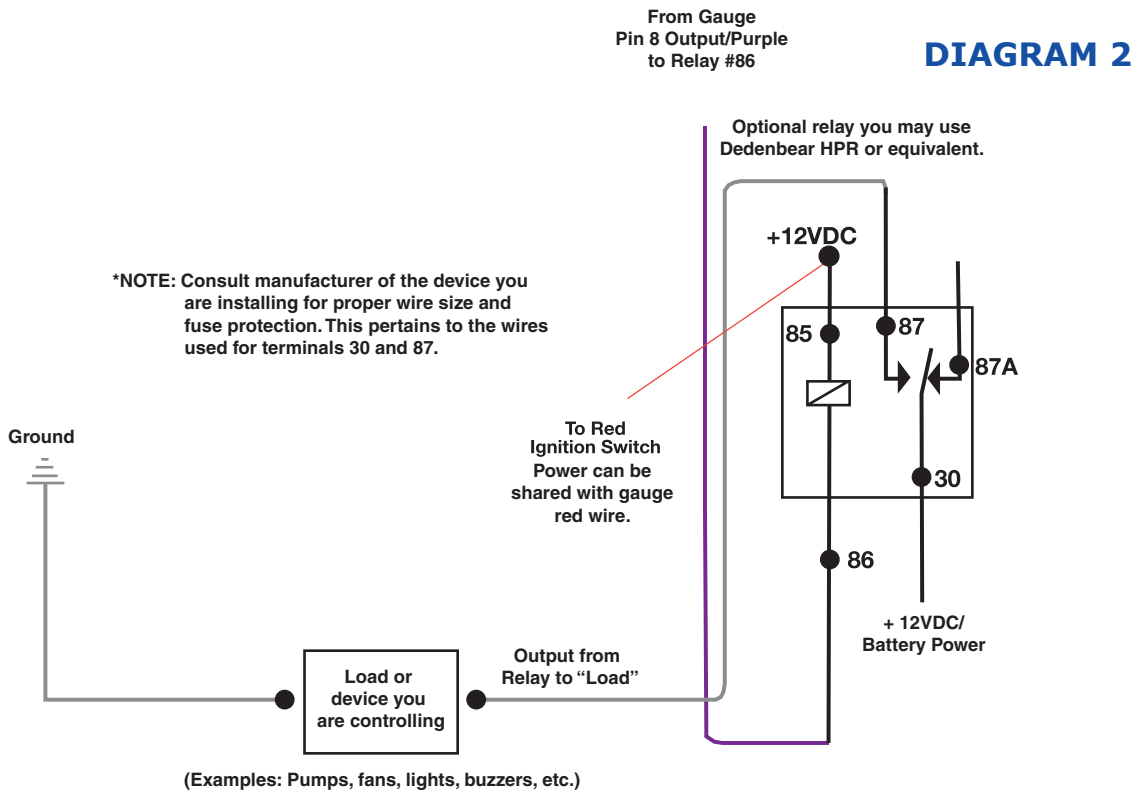 From Gauge
Pin 8 Output/Purple
to Relay #86
DIAGRAM 2
Optional relay you may use
Dedenbear HPR or equivalent.
+12VDC
*NOTE: Consult manufacturer of the device you
are installing for proper wire size and
fuse protection. This pertains to the wires
used for terminals 30 and 87.
85
87
87A
To Red
Ignition Switch
Power can be
shared with gauge
red wire.
30
Ground
86
+ 12VDC/
Battery Power
Load or
device you
are controlling
Output from
Relay to “Load”
(Examples: Pumps, fans, lights, buzzers, etc.)